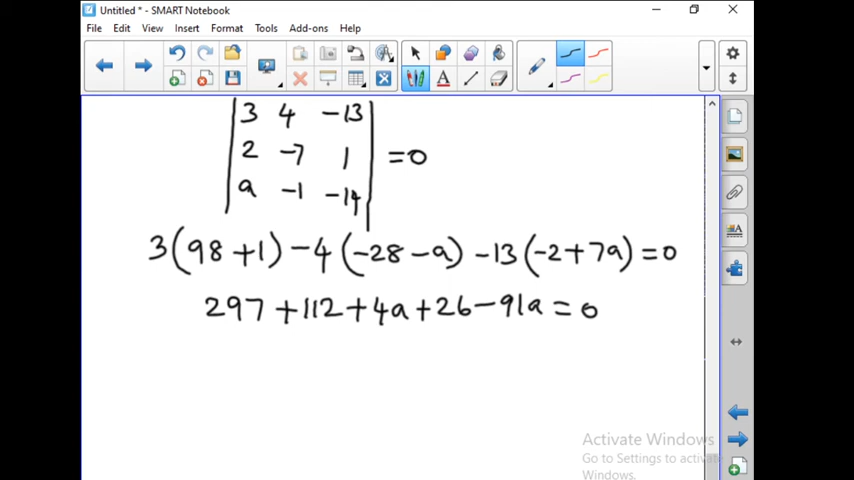 Untitled * - SMART Notebook
File Edit View Insert Format Tools Add-ons Help
3 4 -13
2 -7 1 =0
a -1 -14
3(98+1)-4(-28-a)-13(-2+7a)=0
297+112+4a+26-91a=0
Activate Windows
Go to Settings to activate
Windows.